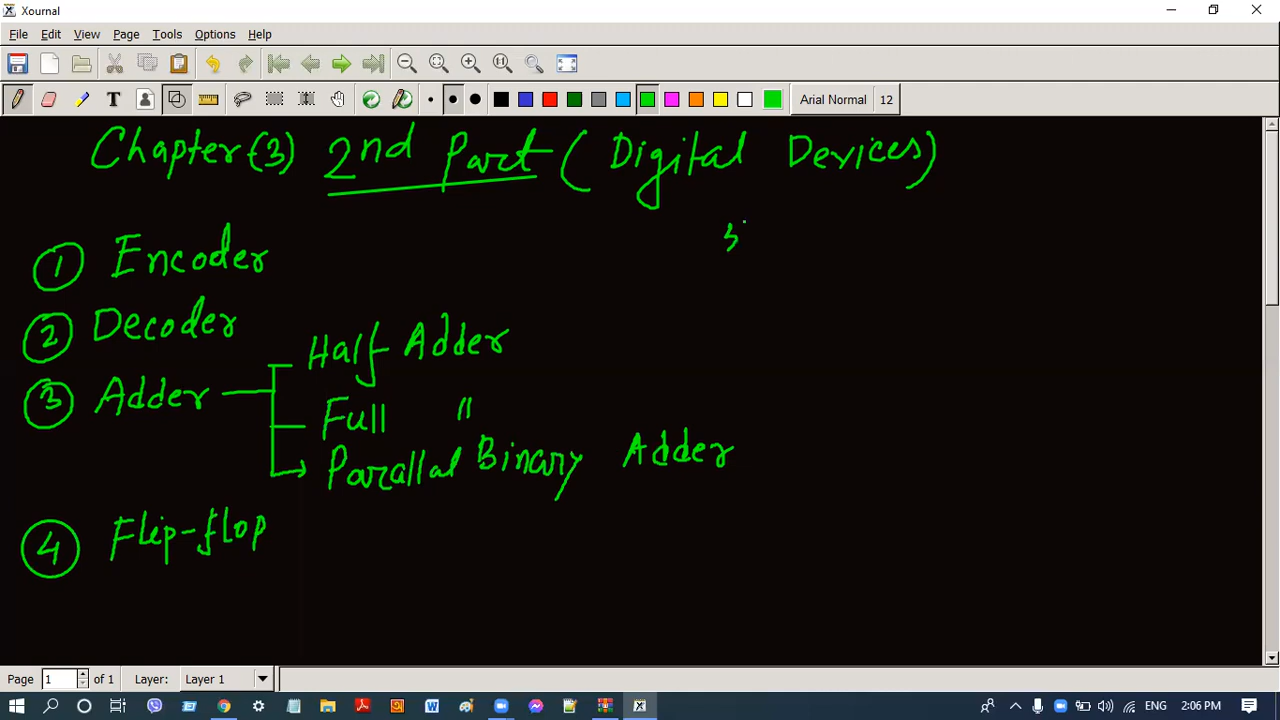 Xournal
File Edit View Page Tools Options Help
Arial Normal 12
Chapter (3) 2nd Part ( Digital Devices )
① Encoder
② Decoder
③ Adder
Half Adder
Full "
Parallal Binary Adder
④ Flip-flop
Page 1 of 1 Layer: Layer 1
ENG 2:06 PM